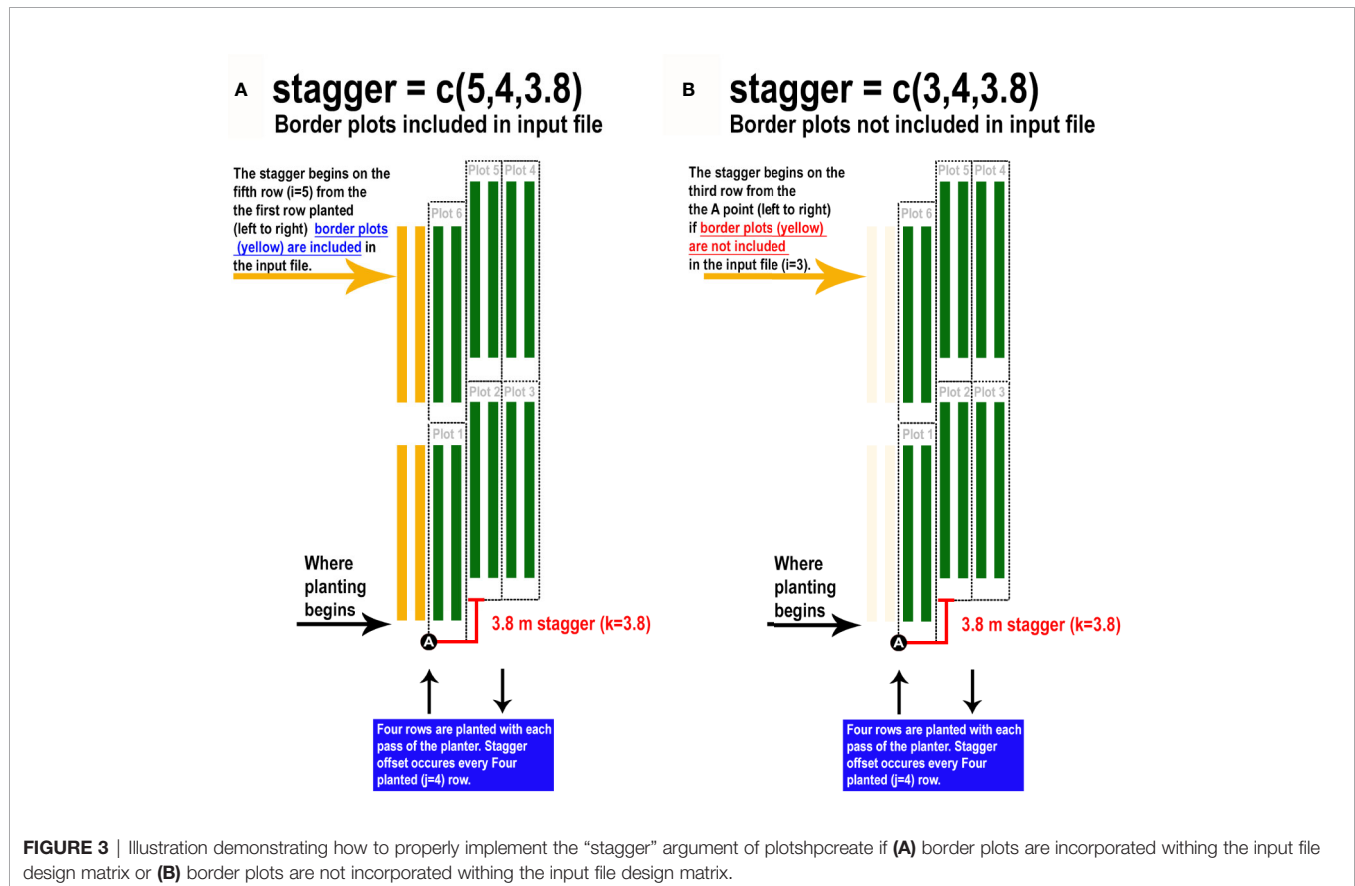 A
stagger = c(5,4,3.8)
Border plots included in input file
The stagger begins on the
fifth row (i=5) from the
the first row planted
(left to right) border plots
(yellow) are included in
the input file.
Plot 5
Plot 4
Plot 6
Plot 2
Plot 3
Plot 1
Where
planting
begins
A
3.8 m stagger (k=3.8)
Four rows are planted with each
pass of the planter. Stagger
offset occures every Four
planted (j=4) row.
B
stagger = c(3,4,3.8)
Border plots not included in input file
The stagger begins on the
third row from the
the A point (left to right)
if border plots (yellow)
are not included
in the input file (i=3).
Plot 5
Plot 4
Plot 6
Plot 2
Plot 3
Plot 1
Where
planting
begins
A
3.8 m stagger (k=3.8)
Four rows are planted with each
pass of the planter. Stagger
offset occures every Four
planted (j=4) row.
FIGURE 3 | Illustration demonstrating how to properly implement the “stagger” argument of plotshpcreate if (A) border plots are incorporated withing the input file
design matrix or (B) border plots are not incorporated withing the input file design matrix.